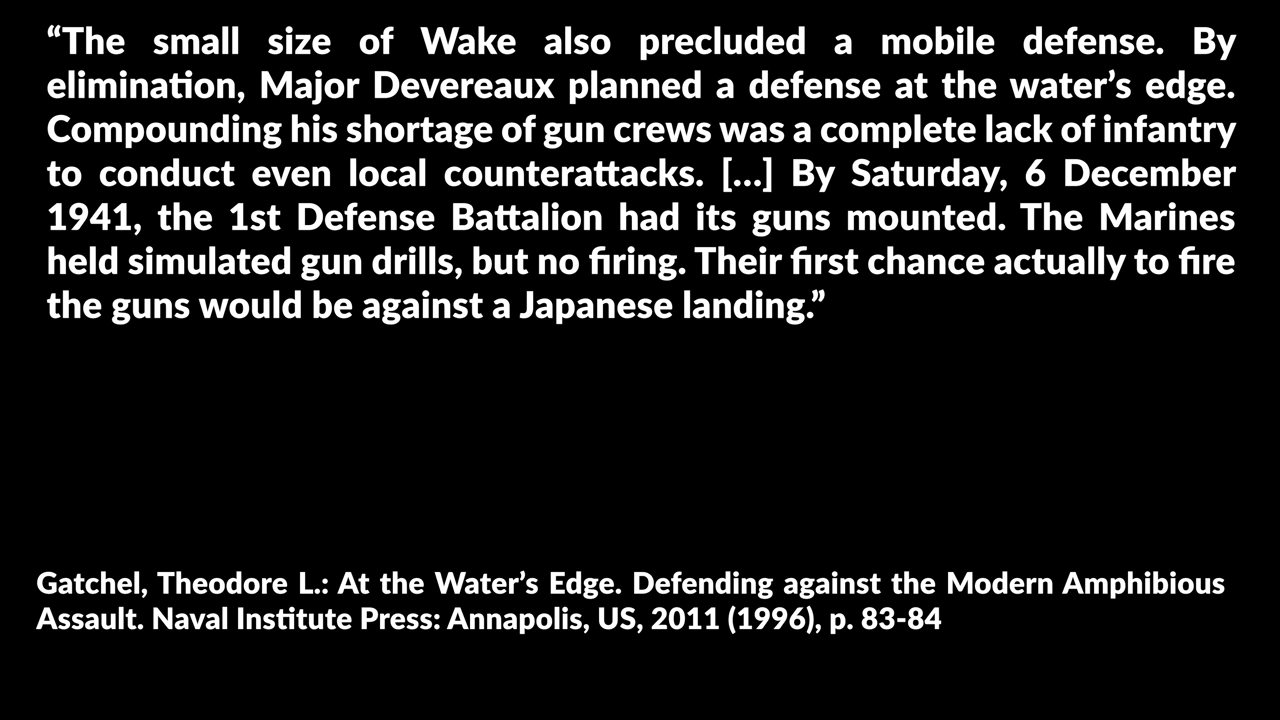 “The small size of Wake also precluded a mobile defense. By
elimination, Major Devereaux planned a defense at the water’s edge.
Compounding his shortage of gun crews was a complete lack of infantry
to conduct even local counterattacks. [...] By Saturday, 6 December
1941, the 1st Defense Battalion had its guns mounted. The Marines
held simulated gun drills, but no firing. Their first chance actually to fire
the guns would be against a Japanese landing.”
Gatchel, Theodore L.: At the Water’s Edge. Defending against the Modern Amphibious
Assault. Naval Institute Press: Annapolis, US, 2011 (1996), p. 83-84